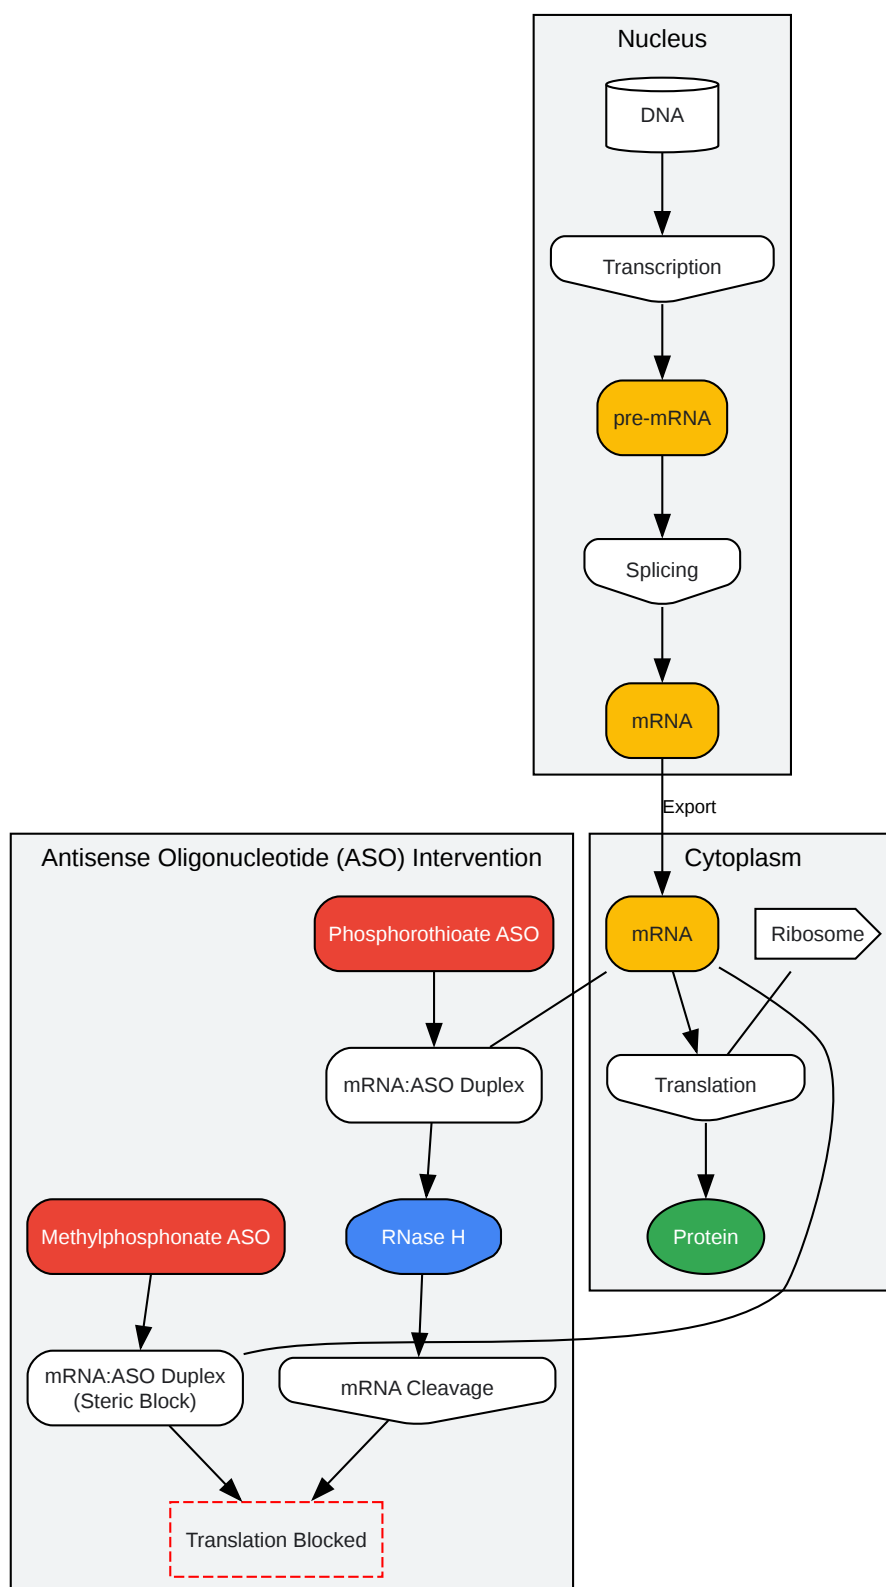 Nucleus
DNA
Transcription
pre-mRNA
Splicing
mRNA
Export
Antisense Oligonucleotide (ASO) Intervention
Cytoplasm
Phosphorothioate ASO
mRNA
Ribosome
mRNA:ASO Duplex
Translation
Methylphosphonate ASO
RNase H
Protein
mRNA:ASO Duplex
(Steric Block)
mRNA Cleavage
Translation Blocked